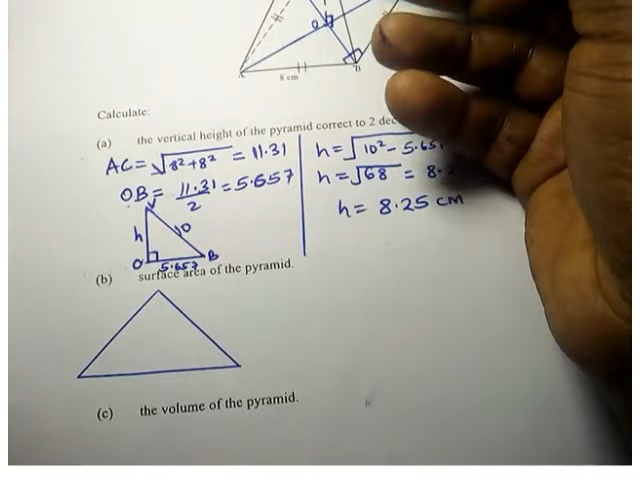 O
A
B
8 cm
Calculate:
(a) the vertical height of the pyramid correct to 2
AC = √8²+8² = 11.31
OB = 11.31/2 = 5.657
V
h
10
O
B
5.657
h = √10² - 5.65
h = √68 = 8.
h = 8.25 cm
(b) surface area of the pyramid.
(c) the volume of the pyramid.